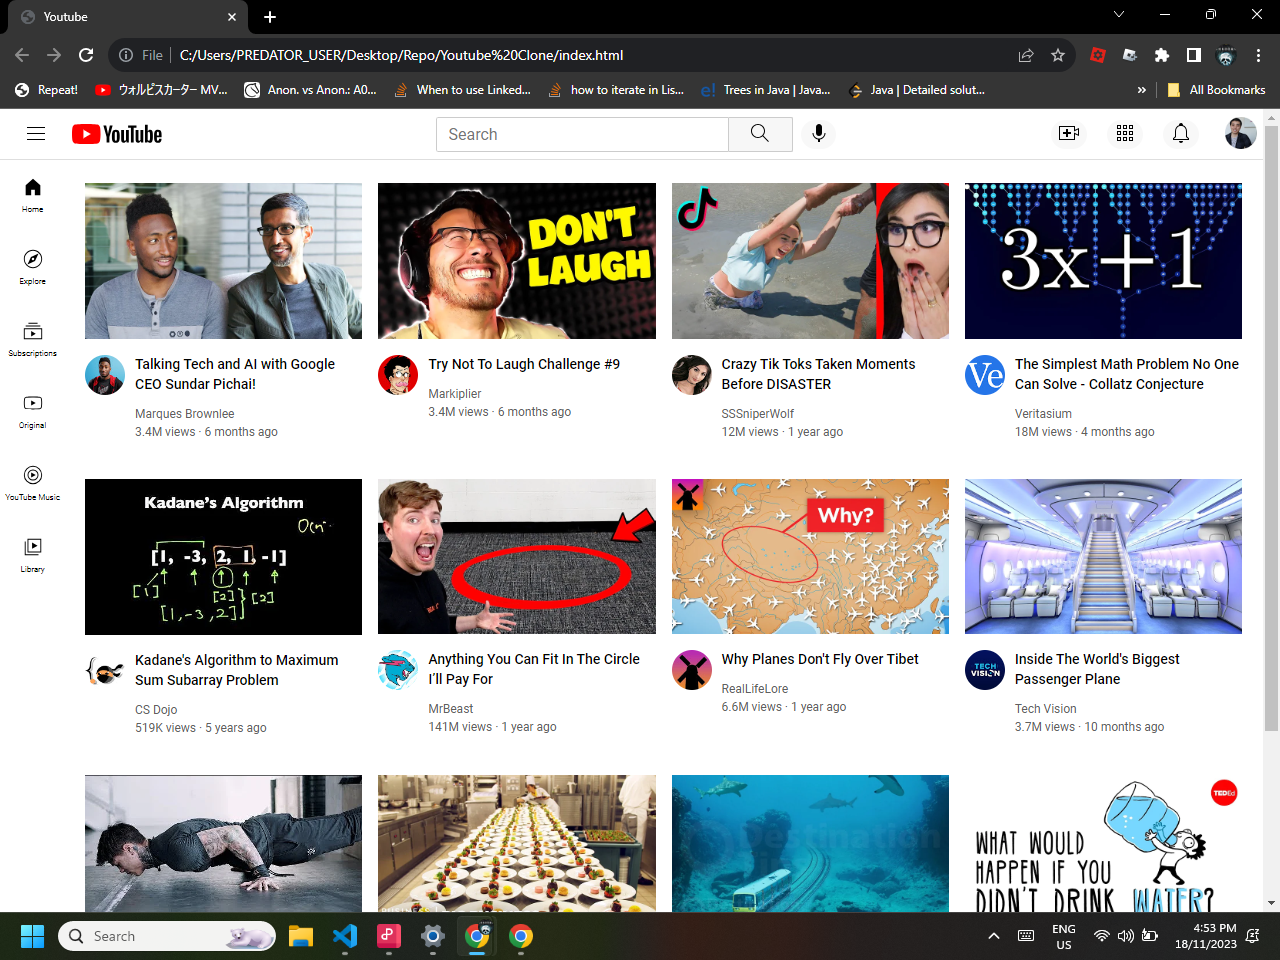 Youtube
File
C:/Users/PREDATOR_USER/Desktop/Repo/Youtube%20Clone/index.html
Repeat!
ウォルピスカーター MV...
Anon. vs Anon.: A0...
When to use Linked...
how to iterate in Lis...
e!
Trees in Java | Java...
Java | Detailed solut...
»
All Bookmarks
YouTube
Search
Home
Explore
Subscriptions
Original
YouTube Music
Library
DON'T
LAUGH
3x+1
Talking Tech and AI with Google
CEO Sundar Pichai!
Marques Brownlee
3.4M views · 6 months ago
Try Not To Laugh Challenge #9
Markiplier
3.4M views · 6 months ago
Crazy Tik Toks Taken Moments
Before DISASTER
SSSniperWolf
12M views · 1 year ago
Ve
The Simplest Math Problem No One
Can Solve - Collatz Conjecture
Veritasium
18M views · 4 months ago
Kadane's Algorithm
[1, -3, 2, 1, -1]
[1]
[2]
[2]
[1,-3,2]
Why?
Kadane's Algorithm to Maximum
Sum Subarray Problem
CS Dojo
519K views · 5 years ago
Anything You Can Fit In The Circle
I'll Pay For
MrBeast
141M views · 1 year ago
Why Planes Don't Fly Over Tibet
RealLifeLore
6.6M views · 1 year ago
TECH
VISION
Inside The World's Biggest
Passenger Plane
Tech Vision
3.7M views · 10 months ago
TEDEd
WHAT WOULD
HAPPEN IF YOU
DIDN'T DRINK WATER?
Search
ENG
US
4:53 PM
18/11/2023